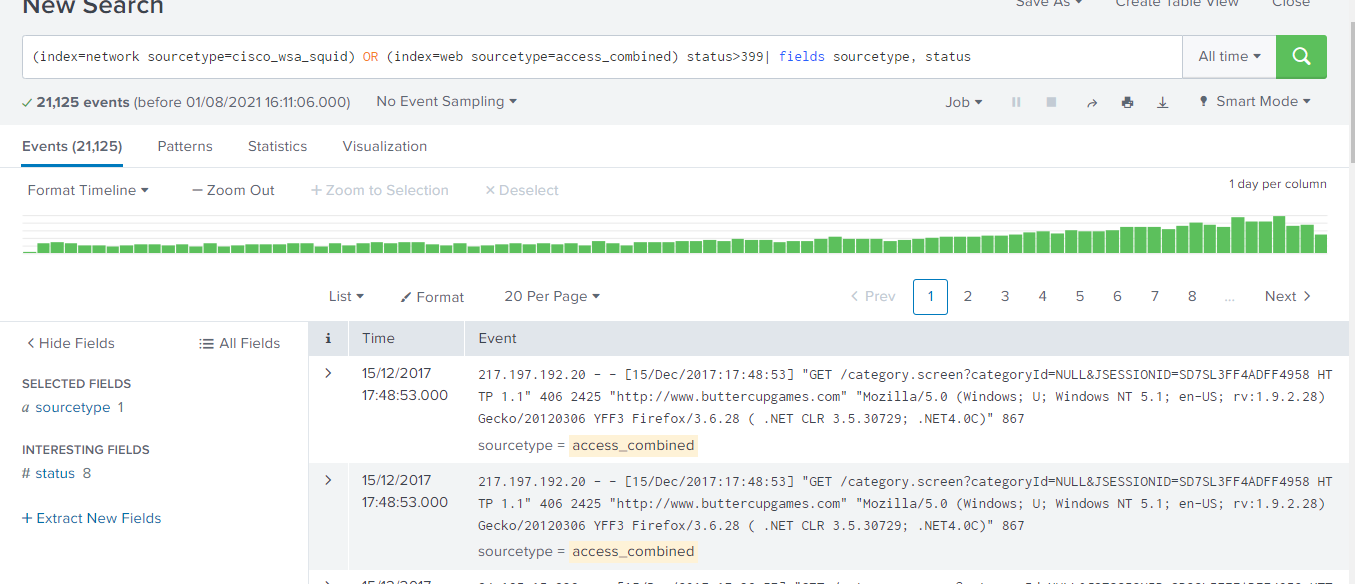 New Search
Save As Create Table View Close
(index=network sourcetype=cisco_wsa_squid) OR (index=web sourcetype=access_combined) status>399| fields sourcetype, status
All time
21,125 events (before 01/08/2021 16:11:06.000) No Event Sampling
Job Smart Mode
Events (21,125) Patterns Statistics Visualization
Format Timeline — Zoom Out + Zoom to Selection × Deselect
1 day per column
List Format 20 Per Page
< Prev 1 2 3 4 5 6 7 8 ... Next >
< Hide Fields All Fields
SELECTED FIELDS
a sourcetype 1
INTERESTING FIELDS
# status 8
+ Extract New Fields
i Time Event
> 15/12/2017
17:48:53.000
217.197.192.20 - - [15/Dec/2017:17:48:53] "GET /category.screen?categoryId=NULL&JSESSIONID=SD7SL3FF4ADFF4958 HT
TP 1.1" 406 2425 "http://www.buttercupgames.com" "Mozilla/5.0 (Windows; U; Windows NT 5.1; en-US; rv:1.9.2.28)
Gecko/20120306 YFF3 Firefox/3.6.28 ( .NET CLR 3.5.30729; .NET4.0C)" 867
sourcetype = access_combined
> 15/12/2017
17:48:53.000
217.197.192.20 - - [15/Dec/2017:17:48:53] "GET /category.screen?categoryId=NULL&JSESSIONID=SD7SL3FF4ADFF4958 HT
TP 1.1" 406 2425 "http://www.buttercupgames.com" "Mozilla/5.0 (Windows; U; Windows NT 5.1; en-US; rv:1.9.2.28)
Gecko/20120306 YFF3 Firefox/3.6.28 ( .NET CLR 3.5.30729; .NET4.0C)" 867
sourcetype = access_combined